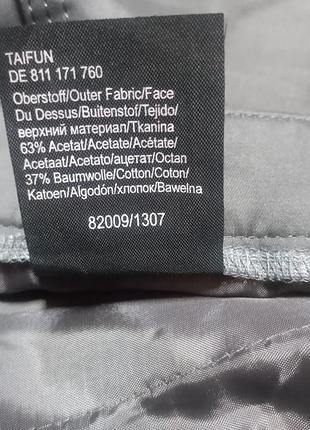 TAIFUN
DE 811 171 760
Oberstoff/Outer Fabric/Face
Du Dessus/Buitenstof/Tejido/
верхний материал/Tkanina
63% Acetat/Acetate/Acétate/
Acetaat/Acetato/ацетат/Octan
37% Baumwolle/Cotton/Coton/
Katoen/Algodón/хлопок/Bawełna
82009/1307